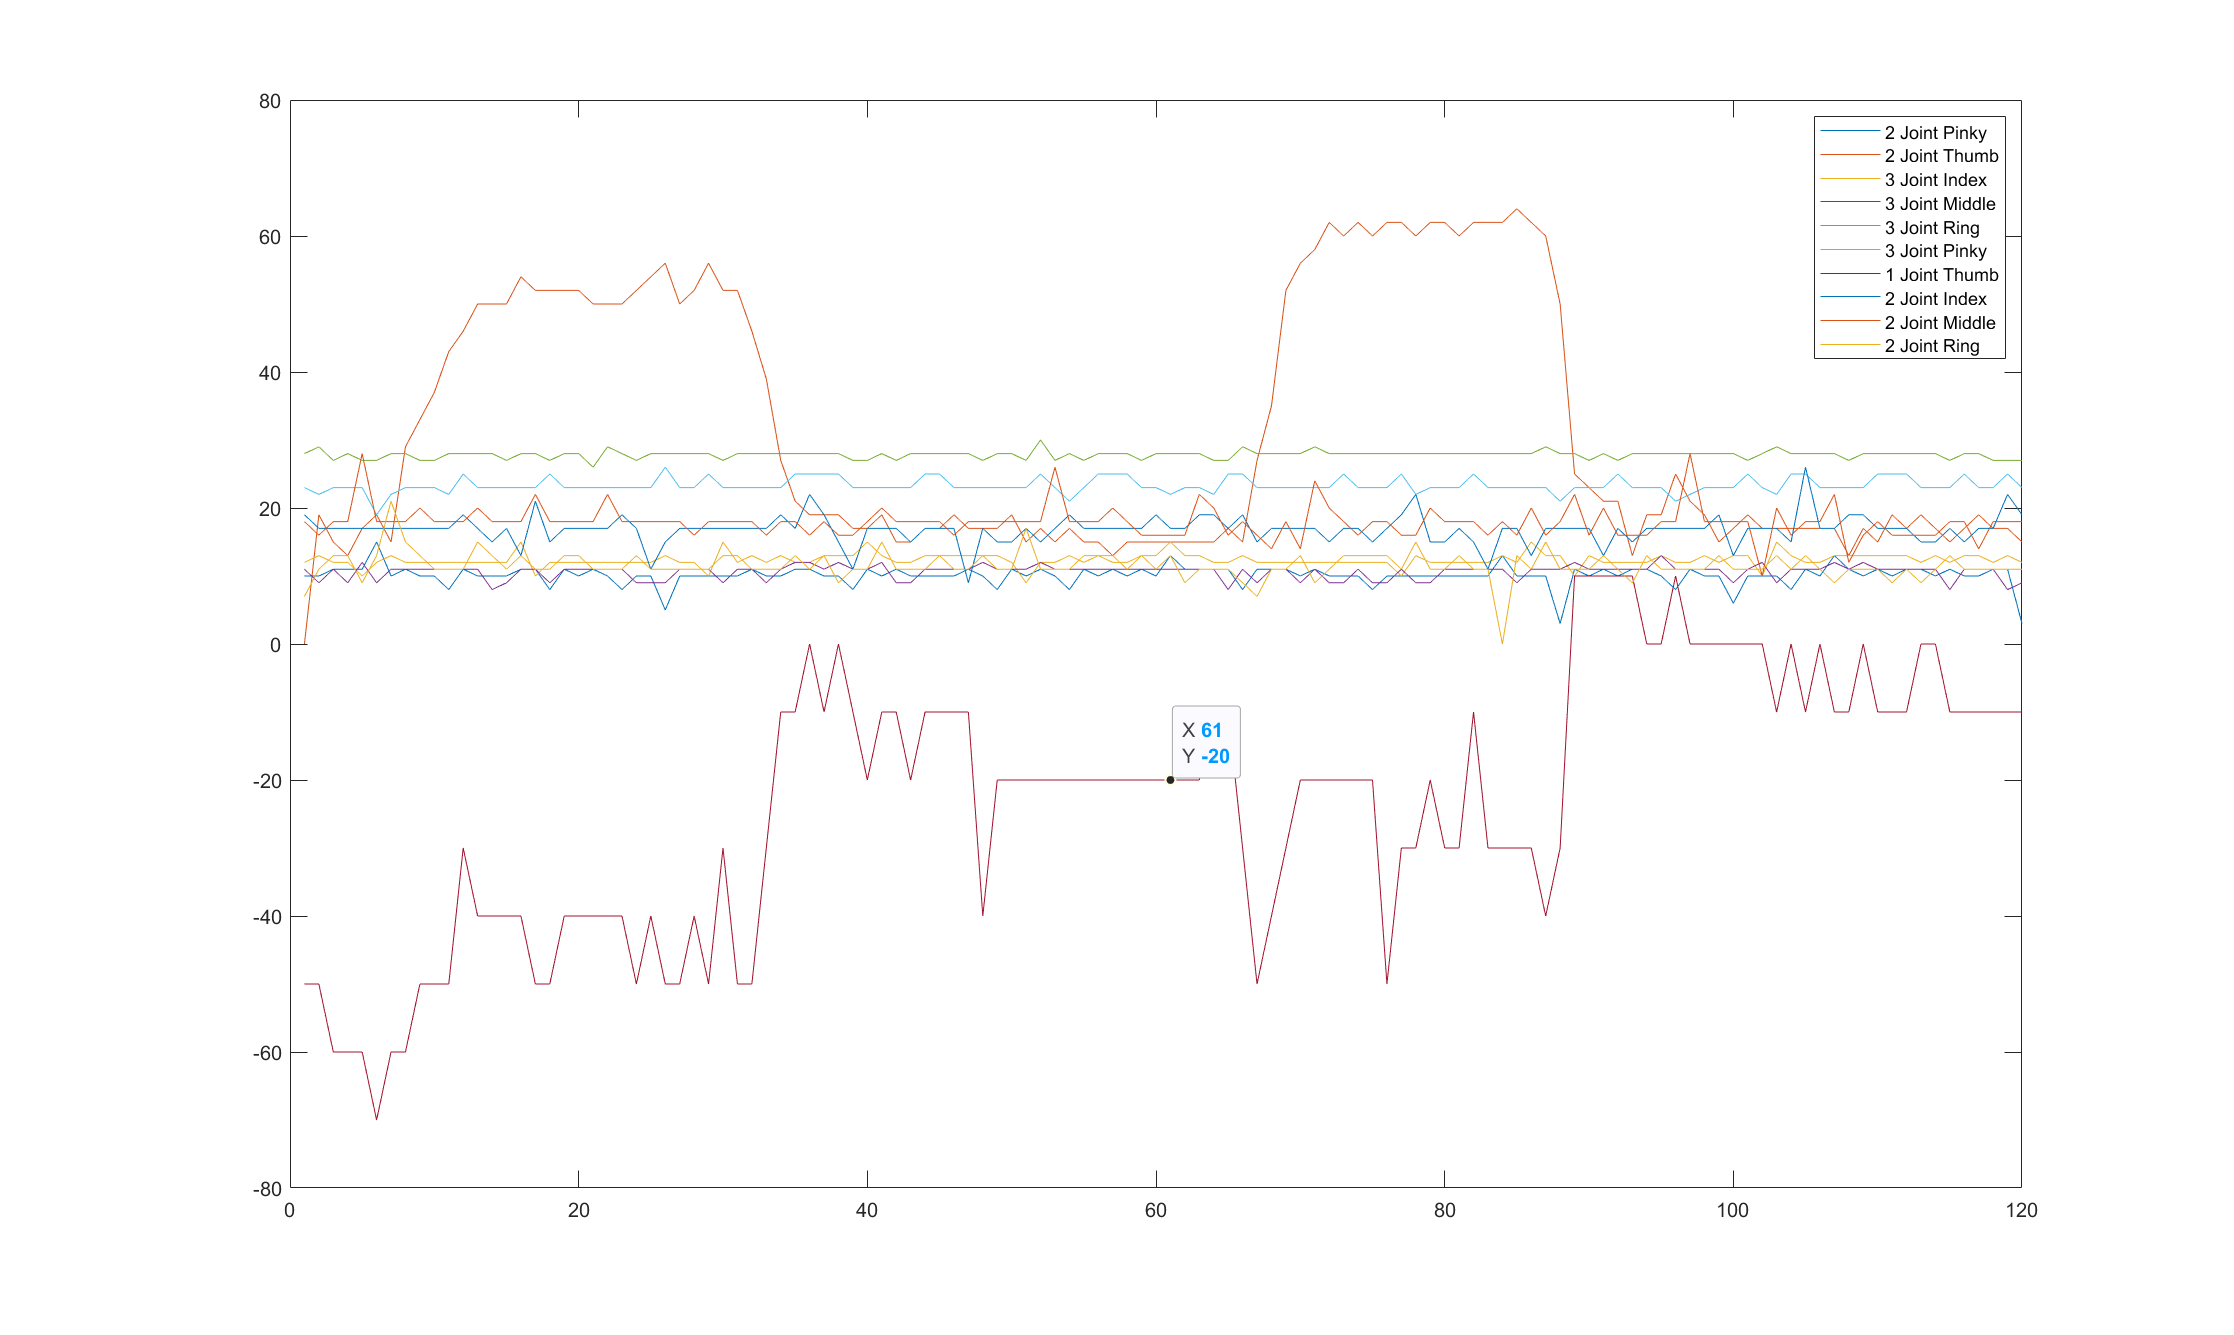 80
60
40
20
0
-20
-40
-60
-80
0 20 40 60 80 100 120
2 Joint Pinky
2 Joint Thumb
3 Joint Index
3 Joint Middle
3 Joint Ring
3 Joint Pinky
1 Joint Thumb
2 Joint Index
2 Joint Middle
2 Joint Ring
X 61
Y -20